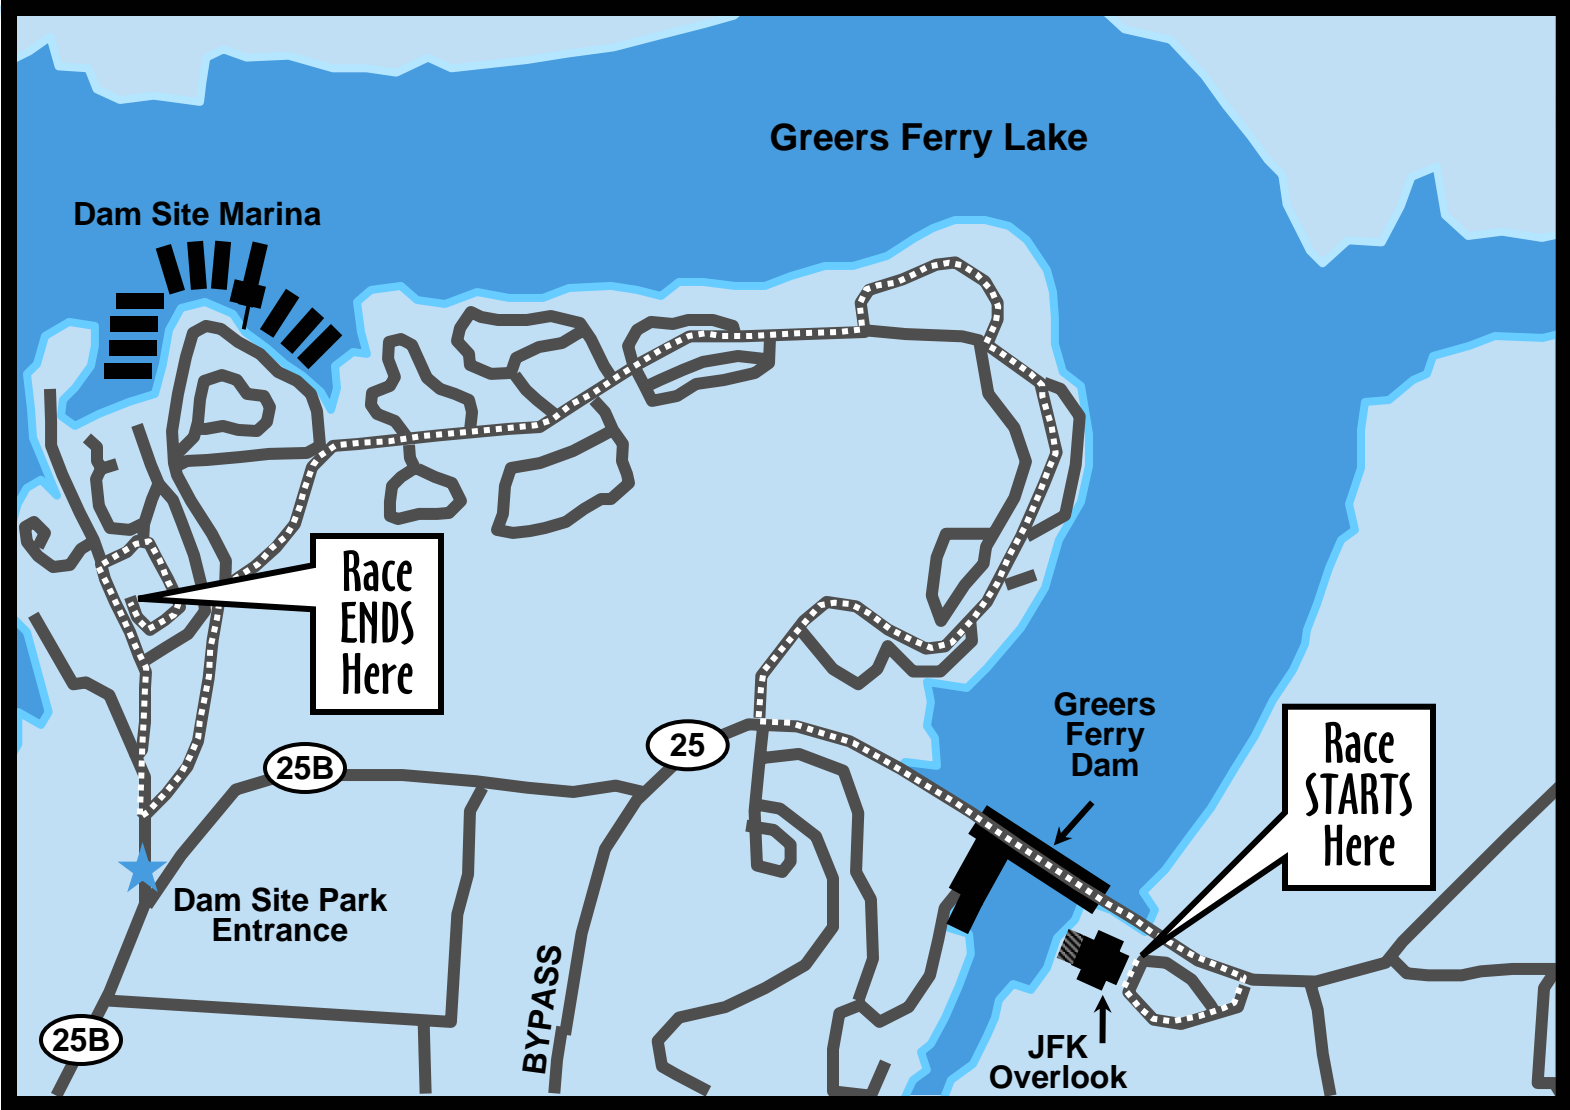 Greers Ferry Lake
Dam Site Marina
Race
ENDS
Here
Greers
Ferry
Dam
Race
STARTS
Here
25
25B
Dam Site Park
Entrance
BYPASS
25B
JFK
Overlook